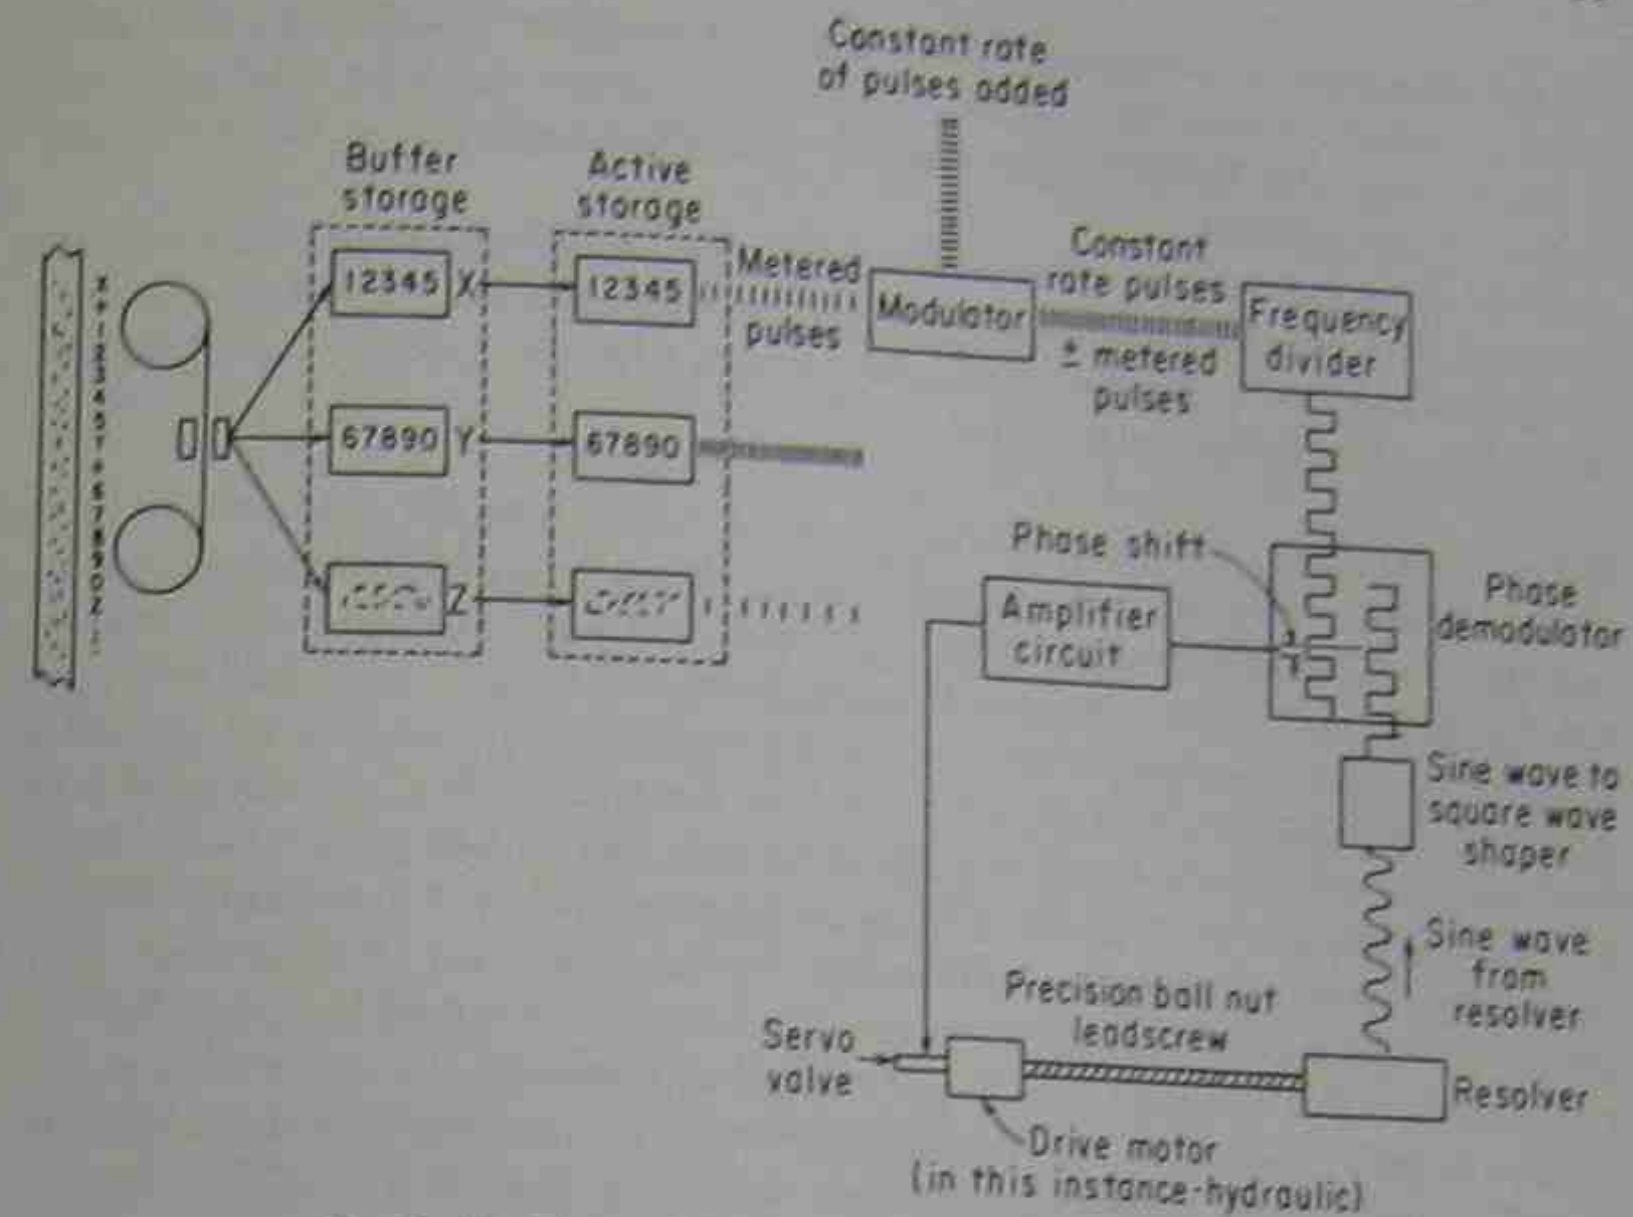 Constant rate
of pulses added
Buffer
storage
Active
storage
12345 X
12345
Metered
pulses
Modulator
Constant
rate pulses
± metered
pulses
Frequency
divider
67890 Y
67890
Z
Phase shift
Amplifier
circuit
Phase
demodulator
Sine wave to
square wave
shaper
Sine wave
from
resolver
Precision ball nut
leadscrew
Servo
valve
Resolver
Drive motor
(in this instance-hydraulic)